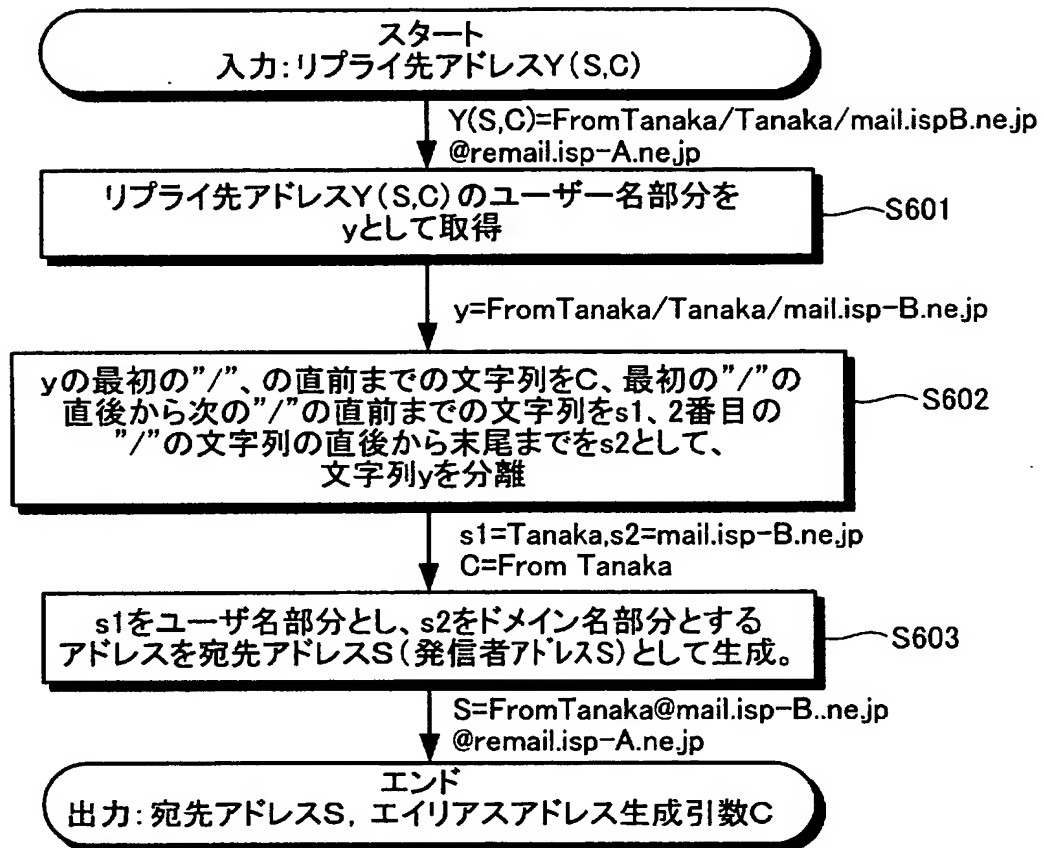 スタート
入力:リプライ先アドレスY(S,C)
Y(S,C)=FromTanaka/Tanaka/mail.ispB.ne.jp
@remail.isp-A.ne.jp
リプライ先アドレスY(S,C)のユーザー名部分を
yとして取得
S601
y=FromTanaka/Tanaka/mail.isp-B.ne.jp
yの最初の"/"、の直前までの文字列をC、最初の"/"の
直後から次の"/"の直前までの文字列をs1、2番目の
"/"の文字列の直後から末尾までをs2として、
文字列yを分離
S602
s1=Tanaka,s2=mail.isp-B.ne.jp
C=From Tanaka
s1をユーザ名部分とし、s2をドメイン名部分とする
アドレスを宛先アドレスS(発信者アドレスS)として生成。
S603
S=FromTanaka@mail.isp-B..ne.jp
@remail.isp-A.ne.jp
エンド
出力:宛先アドレスS, エイリアスアドレス生成引数C